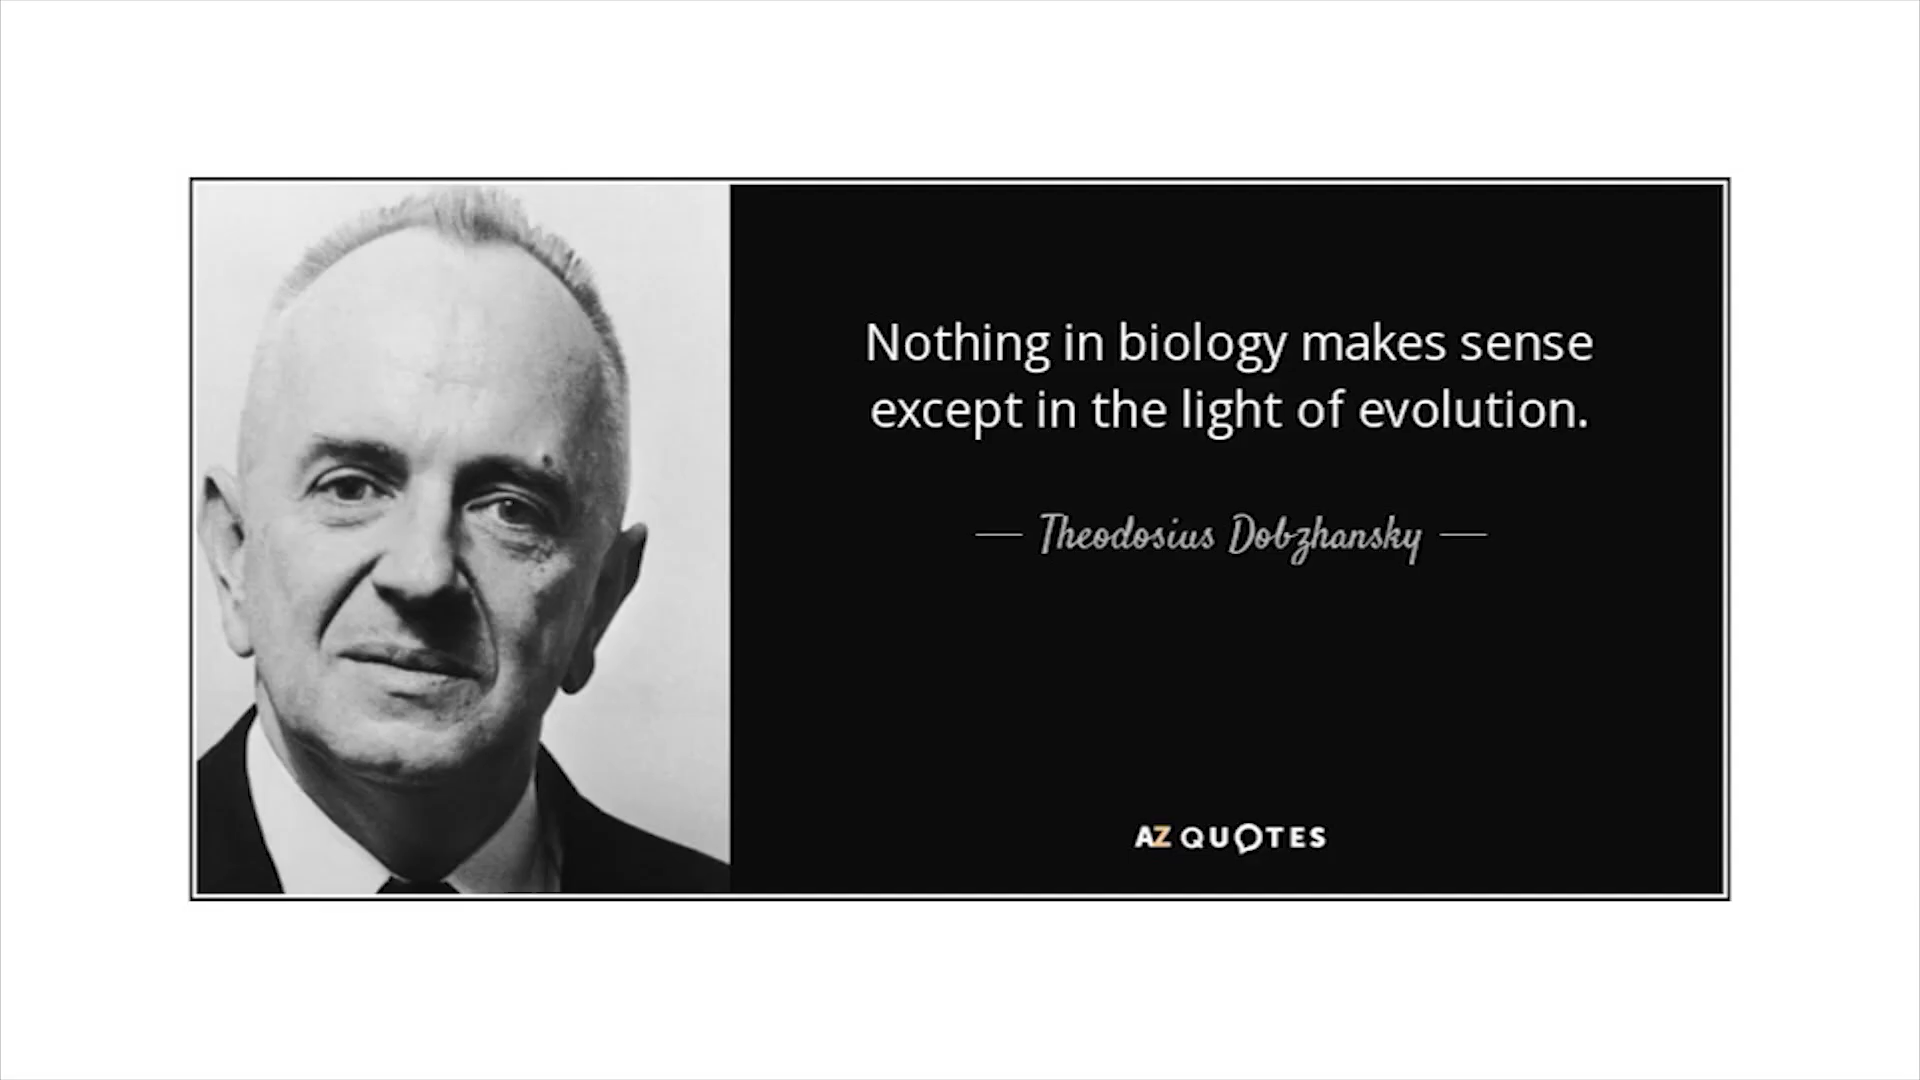 Nothing in biology makes sense
except in the light of evolution.
— Theodosius Dobzhansky —
AZ QUOTES